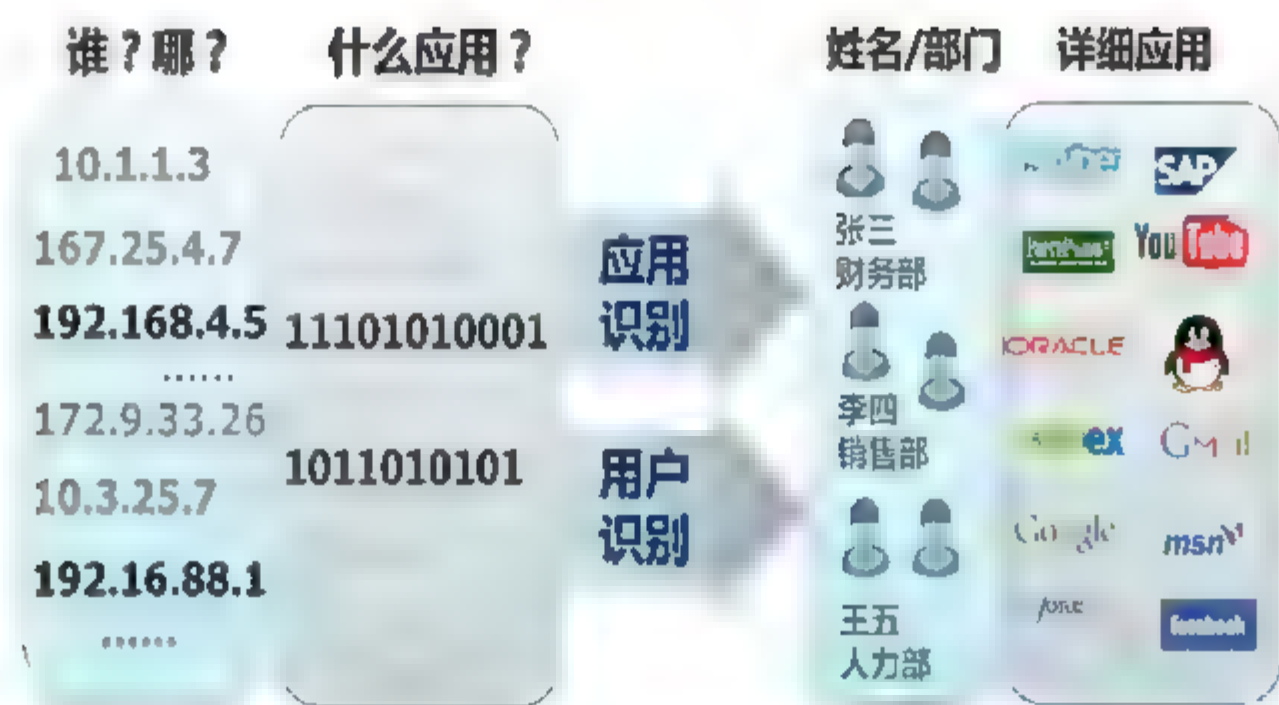 谁?哪?
什么应用?
姓名/部门
详细应用
10.1.1.3
167.25.4.7
192.168.4.5
......
172.9.33.26
10.3.25.7
192.16.88.1
......
11101010001
1011010101
应用
识别
用户
识别
张三
财务部
李四
销售部
王五
人力部
SAP
You Tube
ORACLE
ex
Google
msn
facebook